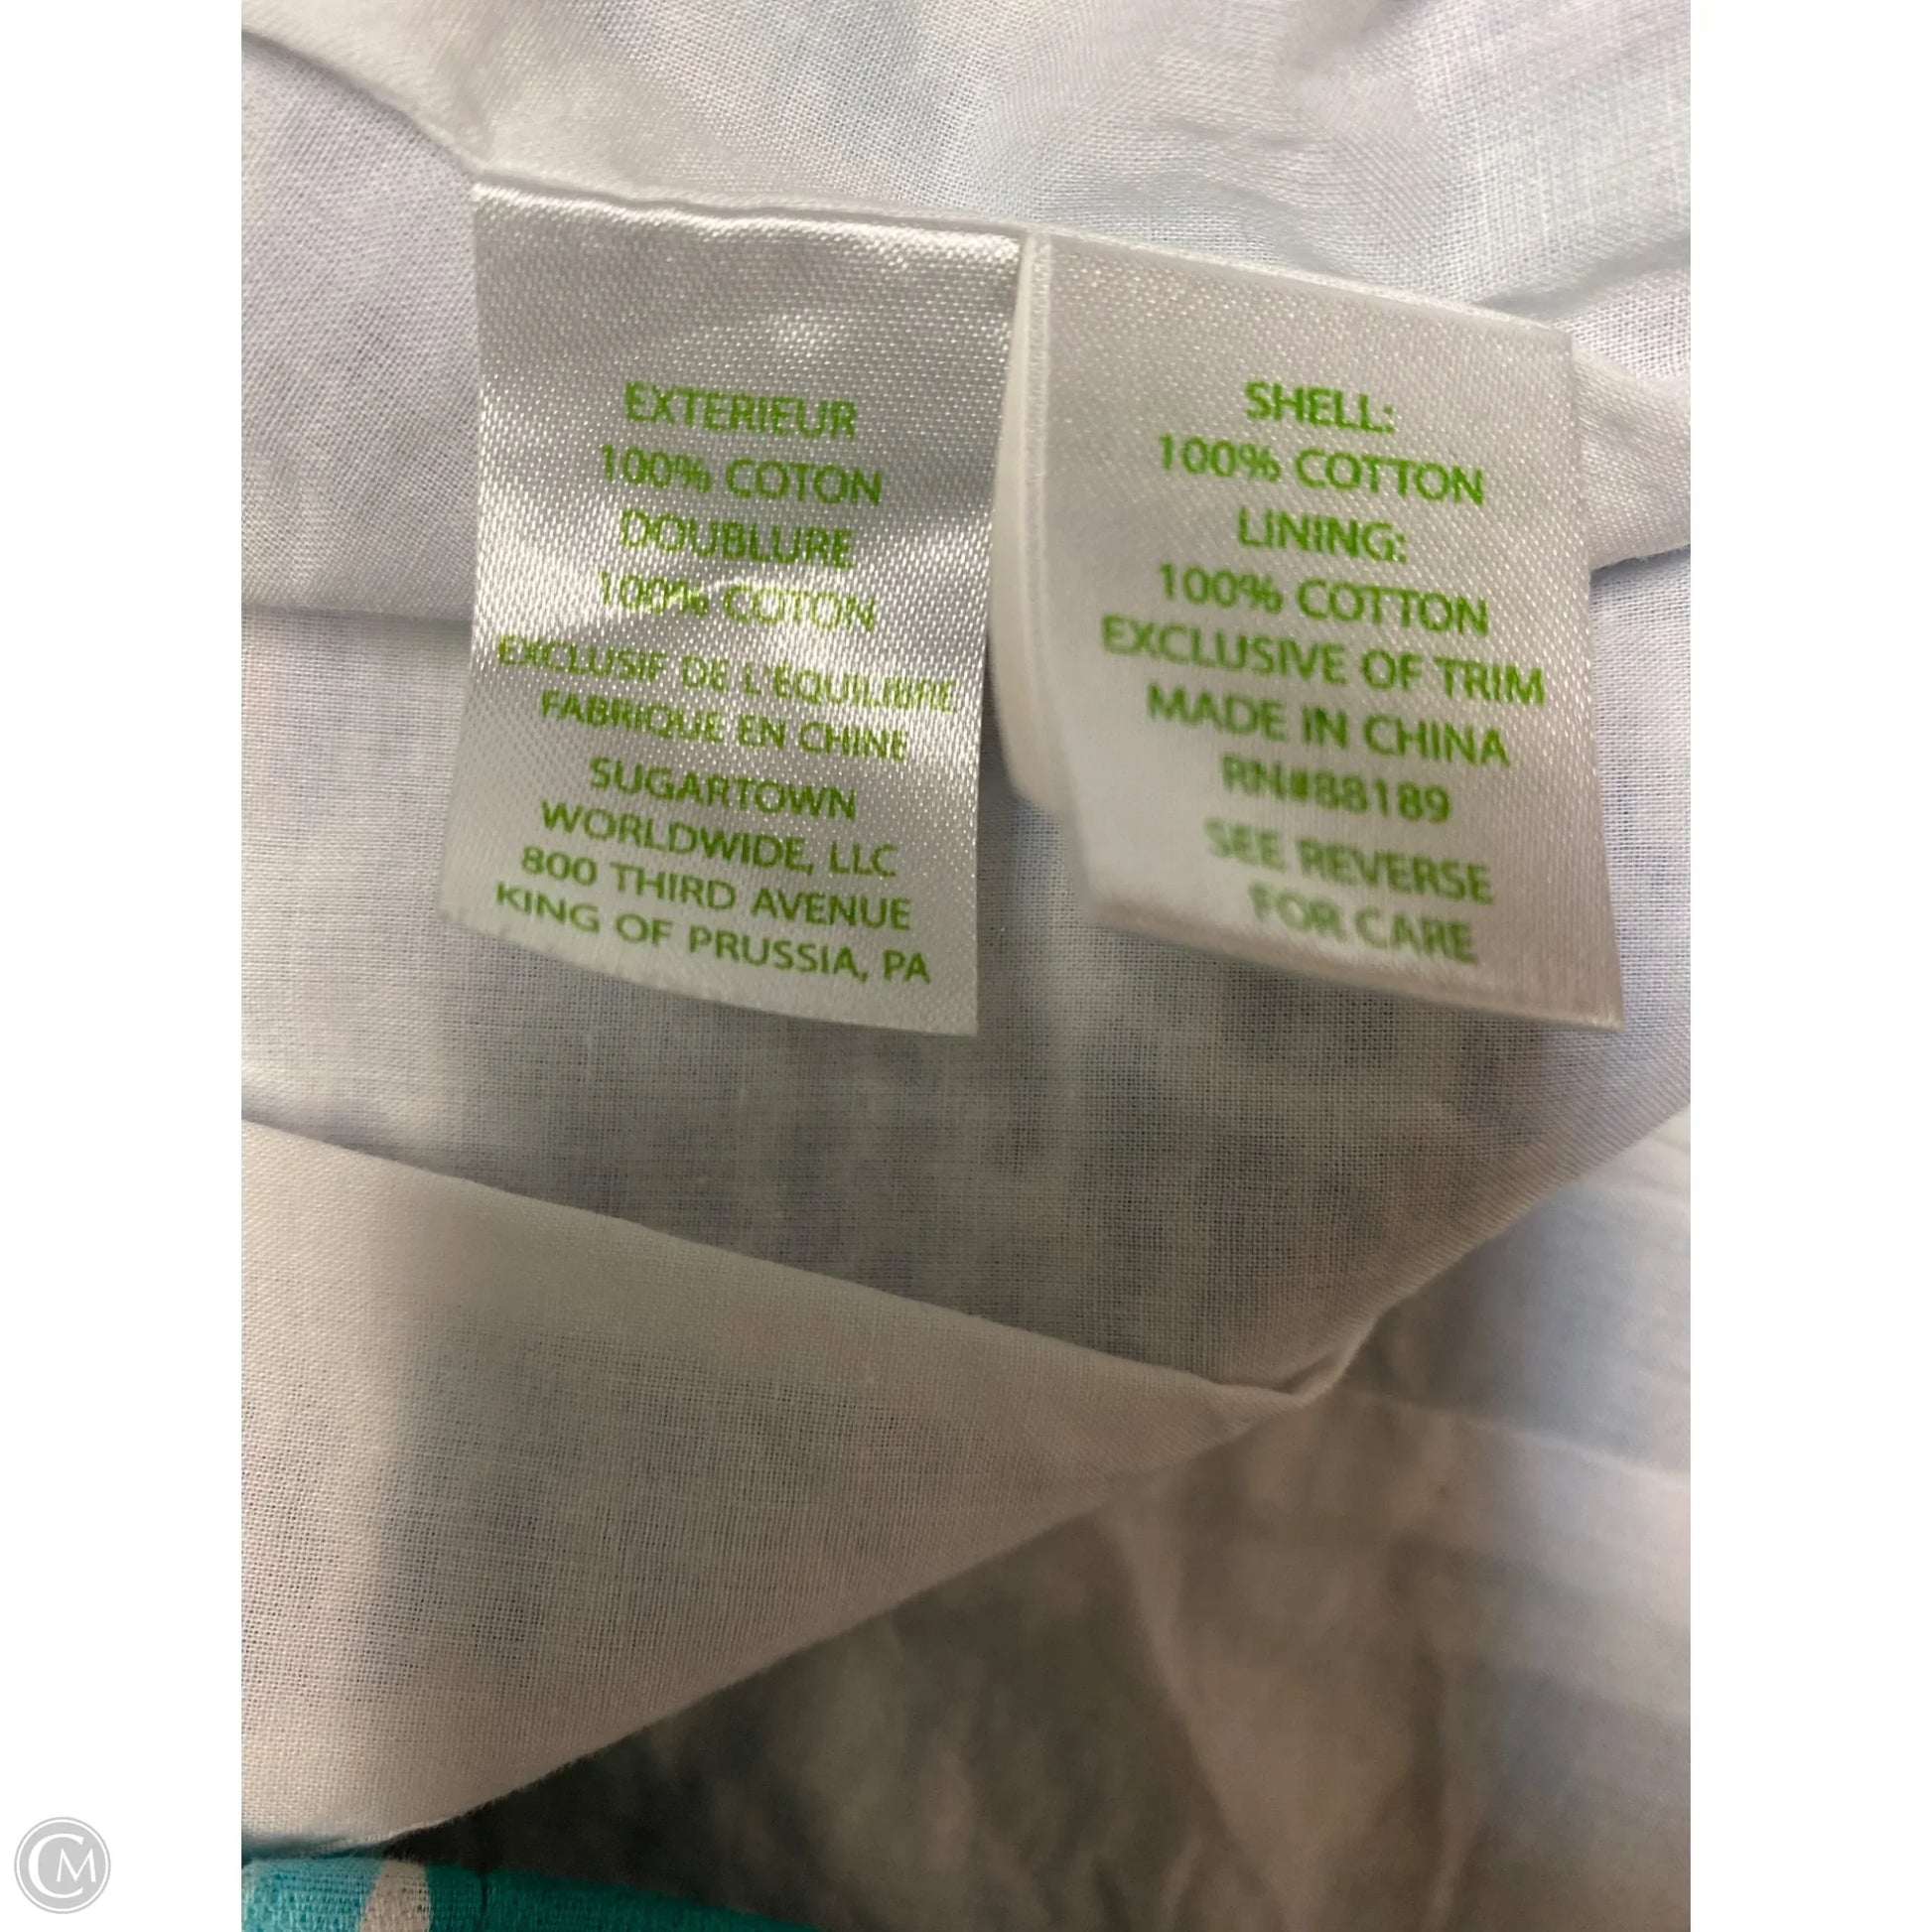 EXTERIEUR
100% COTON
DOUBLURE
100% COTON
EXCLUSIF DE L'EQUILIBRE
FABRIQUE EN CHINE
SUGARTOWN
WORLDWIDE, LLC
800 THIRD AVENUE
KING OF PRUSSIA, PA
SHELL:
100% COTTON
LINING:
100% COTTON
EXCLUSIVE OF TRIM
MADE IN CHINA
RN#88189
SEE REVERSE
FOR CARE
CM